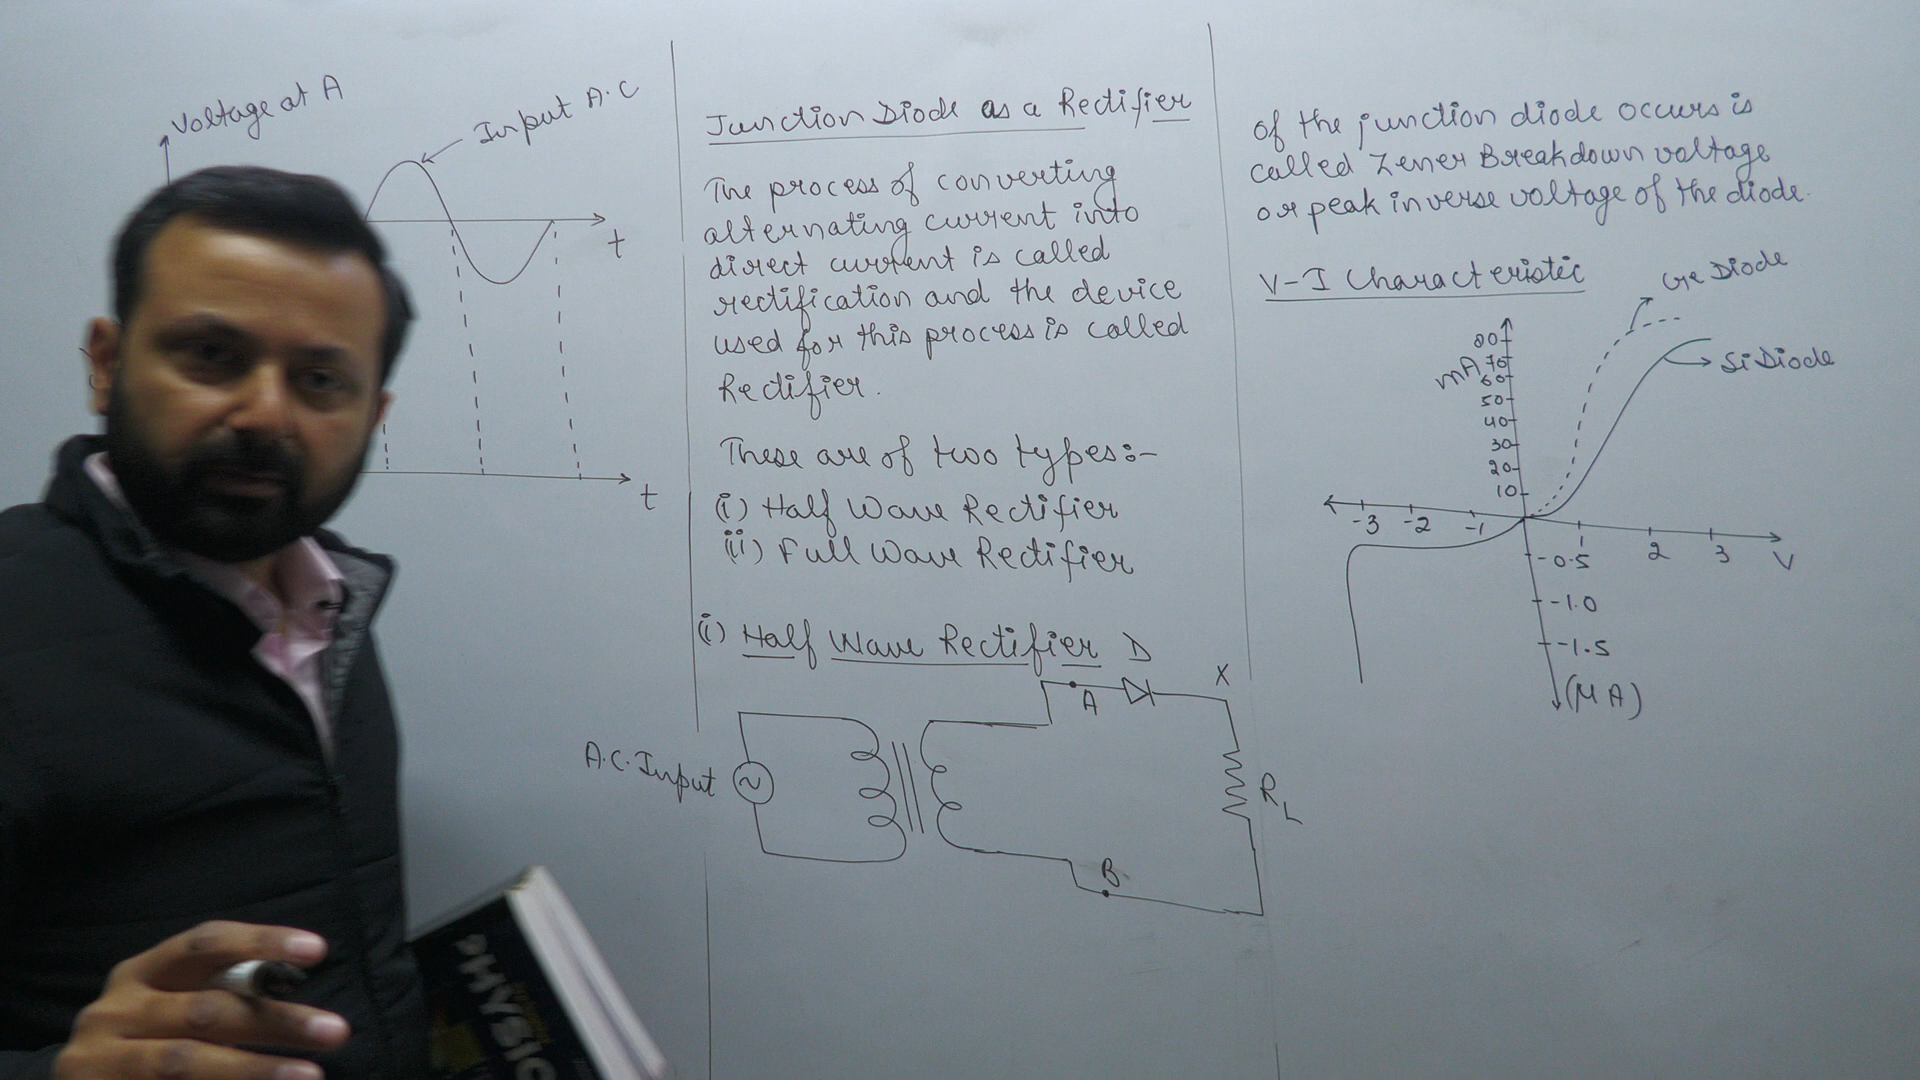 Voltage at A
Input A.C
t
t
Junction Diode as a Rectifier
The process of converting
alternating current into
direct current is called
rectification and the device
used for this process is called
Rectifier.
These are of two types:-
(i) Half Wave Rectifier
(ii) Full Wave Rectifier
(i) Half Wave Rectifier
D
X
A
A.C. Input
~
RL
B
of the junction diode occurs is
called Zener Breakdown voltage
or peak inverse voltage of the diode.
V-I Characteristic
Ge Diode
Si Diode
mA
80
70
60
50
40
30
20
10
-3 -2 -1
1 2 3
V
-0.5
-1.0
-1.5
(μA)
PHYSIC